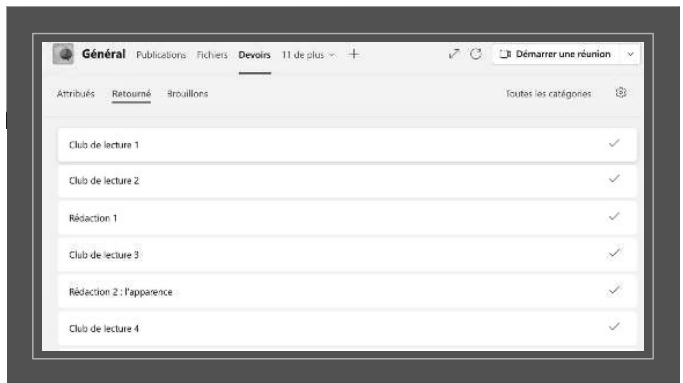 Général Publications Fichiers Devoirs 11 de plus Démarrer une réunion
Attribués Retourné Brouillons Toutes les catégories
Club de lecture 1
Club de lecture 2
Rédaction 1
Club de lecture 3
Rédaction 2 : l'apparence
Club de lecture 4